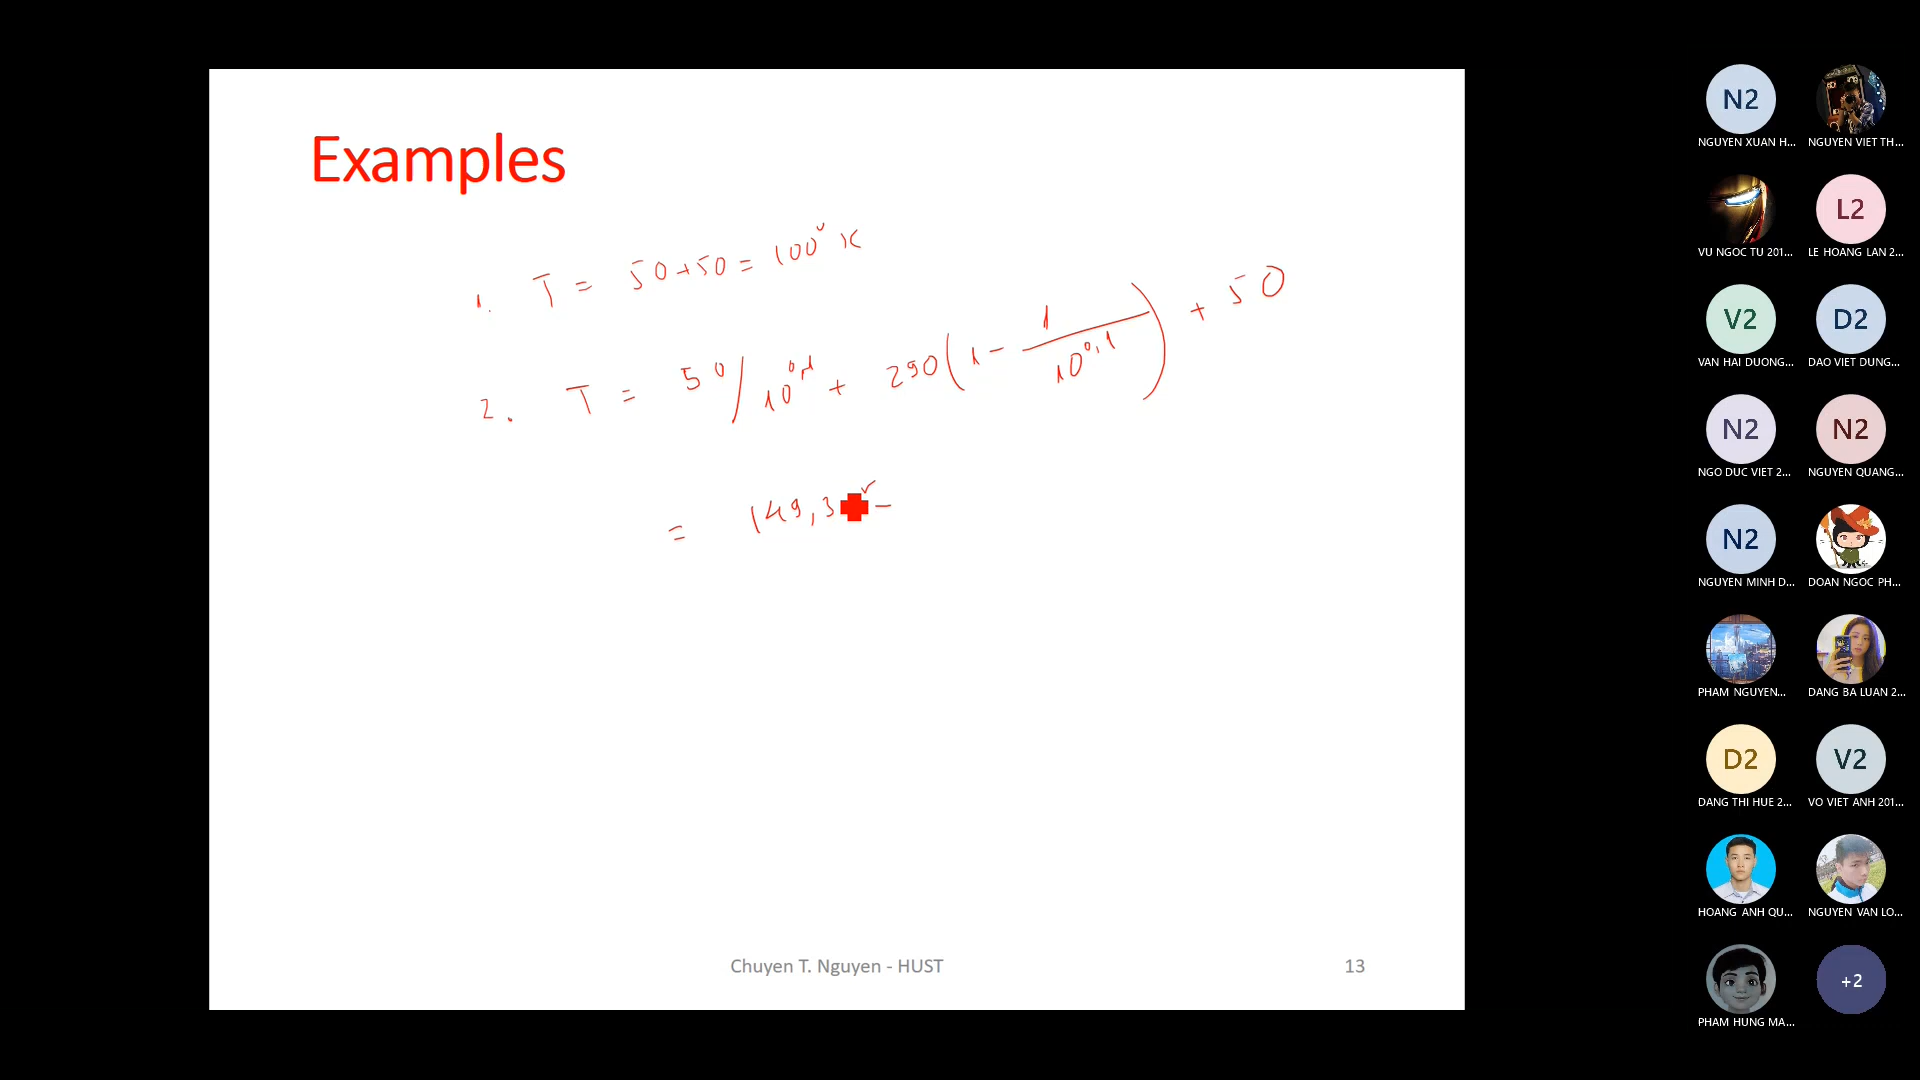 Examples
1. T = 50+50 = 100° K
2. T = 50/10^0,1 + 290(1 - 1/10^0,1) + 50
= 149,3
Chuyen T. Nguyen - HUST
13
N2
NGUYEN XUAN H...
NGUYEN VIET TH...
VU NGOC TU 201...
L2
LE HOANG LAN 2...
V2
VAN HAI DUONG...
D2
DAO VIET DUNG...
N2
NGO DUC VIET 2...
N2
NGUYEN QUANG...
N2
NGUYEN MINH D...
DOAN NGOC PH...
PHAM NGUYEN...
DANG BA LUAN 2...
D2
DANG THI HUE 2...
V2
VO VIET ANH 201...
HOANG ANH QU...
NGUYEN VAN LO...
PHAM HUNG MA...
+2